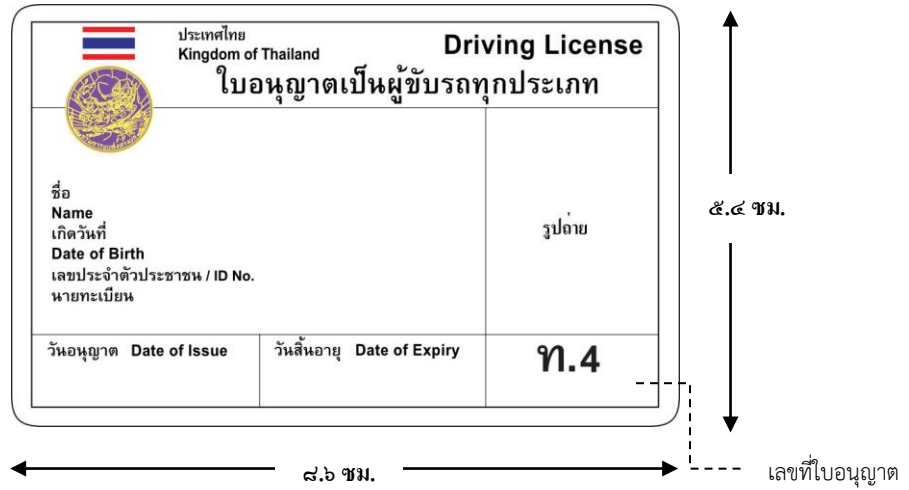 ประเทศไทย
Kingdom of Thailand
Driving License
ใบอนุญาตเป็นผู้ขับรถทุกประเภท
ชื่อ
Name
เกิดวันที่
Date of Birth
เลขประจำตัวประชาชน / ID No.
นายทะเบียน
รูปถ่าย
วันอนุญาต Date of Issue
วันสิ้นอายุ Date of Expiry
ท.4
๕.๔ ซม.
๘.๖ ซม.
เลขที่ใบอนุญาต